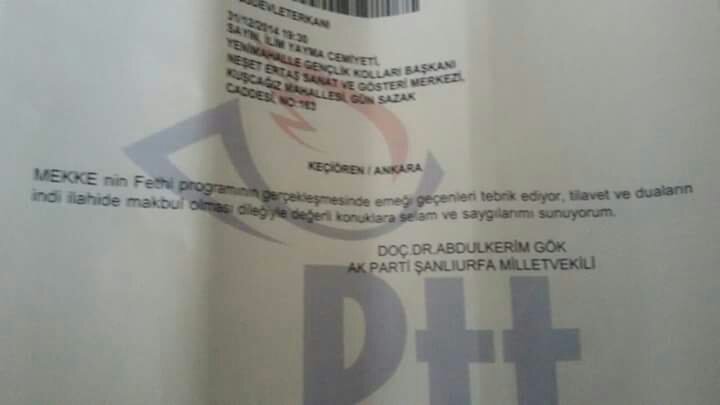 31/12/2014 19:30
SAYIN, İLİM YAYMA CEMİYETİ,
YENİMAHALLE GENÇLİK KOLLARI BAŞKANI
NEŞET ERTAŞ SANAT VE GÖSTERİ MERKEZİ,
KUŞCAĞIZ MAHALLESİ, GÜN SAZAK
CADDESİ, NO:163
KEÇİÖREN / ANKARA
MEKKE nin Fethi programının gerçekleşmesinde emeği geçenleri tebrik ediyor, tilavet ve duaların
indi ilahide makbul olması dileğiyle değerli konuklara selam ve saygılarımı sunuyorum.
DOÇ.DR.ABDULKERİM GÖK
AK PARTİ ŞANLIURFA MİLLETVEKİLİ
Ptt